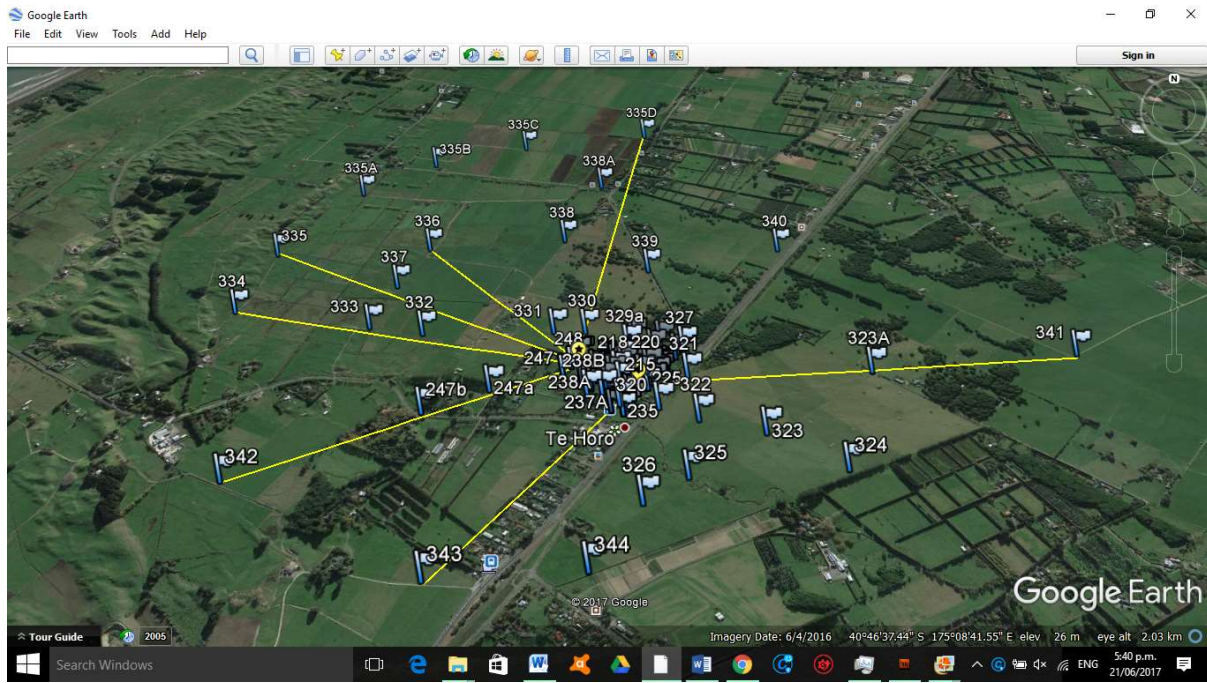 Google Earth
File Edit View Tools Add Help
Sign in
N
335D
335C
335B
338A
335A
338
336
340
335
339
337
334
330
333
332
331
329a
327
341
323A
248
218
220
321
247
238B
215
238A
225
322
247b
247a
320
237A
235
323
Te Horo
324
342
325
326
343
344
Google Earth
© 2017 Google
Tour Guide
2005
Imagery Date: 6/4/2016 40°46'37.44" S 175°08'41.55" E elev 26 m eye alt 2.03 km
Search Windows
ENG
5:40 p.m.
21/06/2017